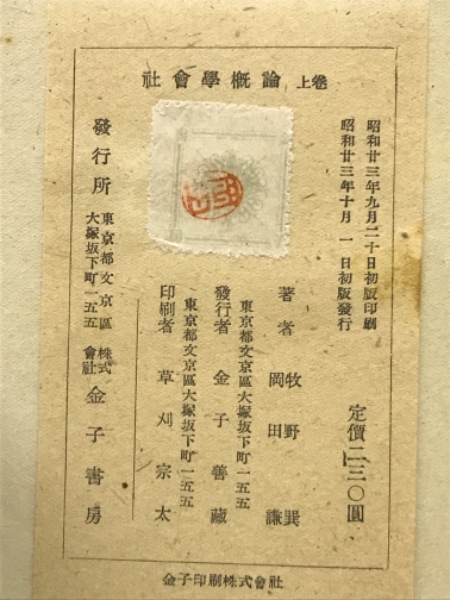 社會學槪論 上卷
昭和廿三年九月二十日初版印刷
昭和廿三年十月一日初版發行
定價二三〇圓
著者 牧野巽
岡田謙
東京都文京區大塚坂下町一五五
發行者 金子善藏
東京都文京區大塚坂下町一五五
印刷者 草刈宗太
發行所 東京都文京區大塚坂下町一五五 株式會社 金子書房
金子印刷株式會社